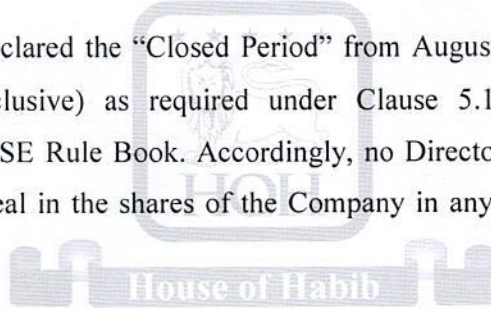 clared the “Closed Period” from Augus
clusive) as required under Clause 5.1
SE Rule Book. Accordingly, no Directo
eal in the shares of the Company in any
HOH
House of Habib